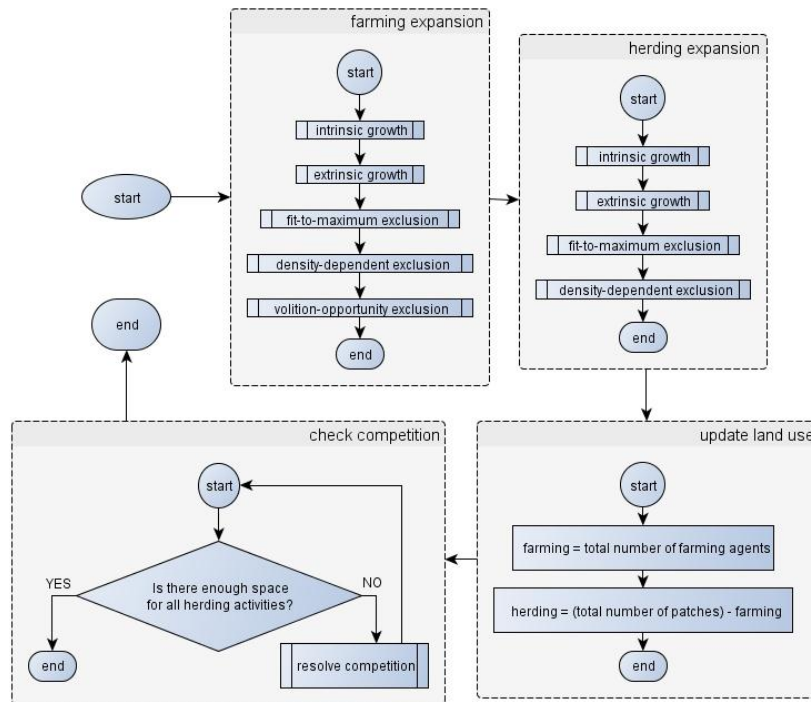 farming expansion
start
intrinsic growth
extrinsic growth
fit-to-maximum exclusion
density-dependent exclusion
volition-opportunity exclusion
end
herding expansion
start
intrinsic growth
extrinsic growth
fit-to-maximum exclusion
density-dependent exclusion
end
start
end
check competition
start
Is there enough space
for all herding activities?
YES
NO
end
resolve competition
update land use
start
farming = total number of farming agents
herding = (total number of patches) - farming
end